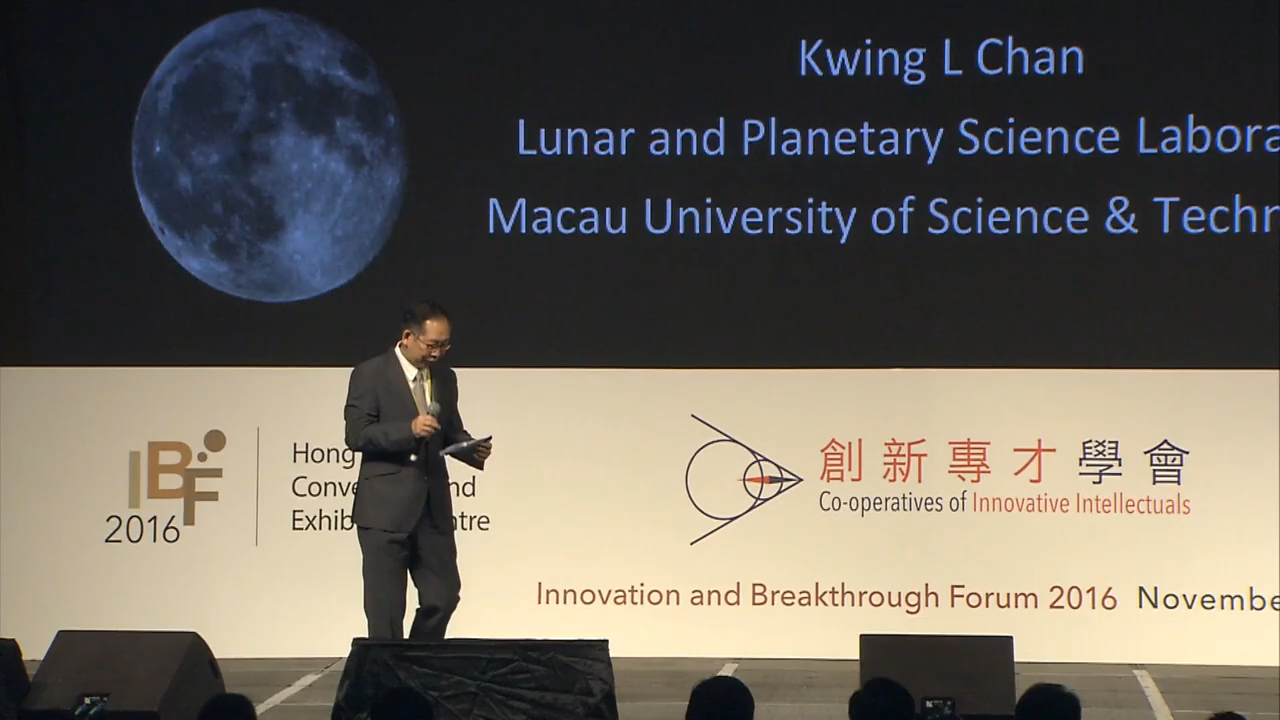 Kwing L Chan
Lunar and Planetary Science Labora
Macau University of Science & Techn
IBF
2016
Hong
Conve nd
Exhib ntre
創新專才學會
Co-operatives of Innovative Intellectuals
Innovation and Breakthrough Forum 2016 Novembe